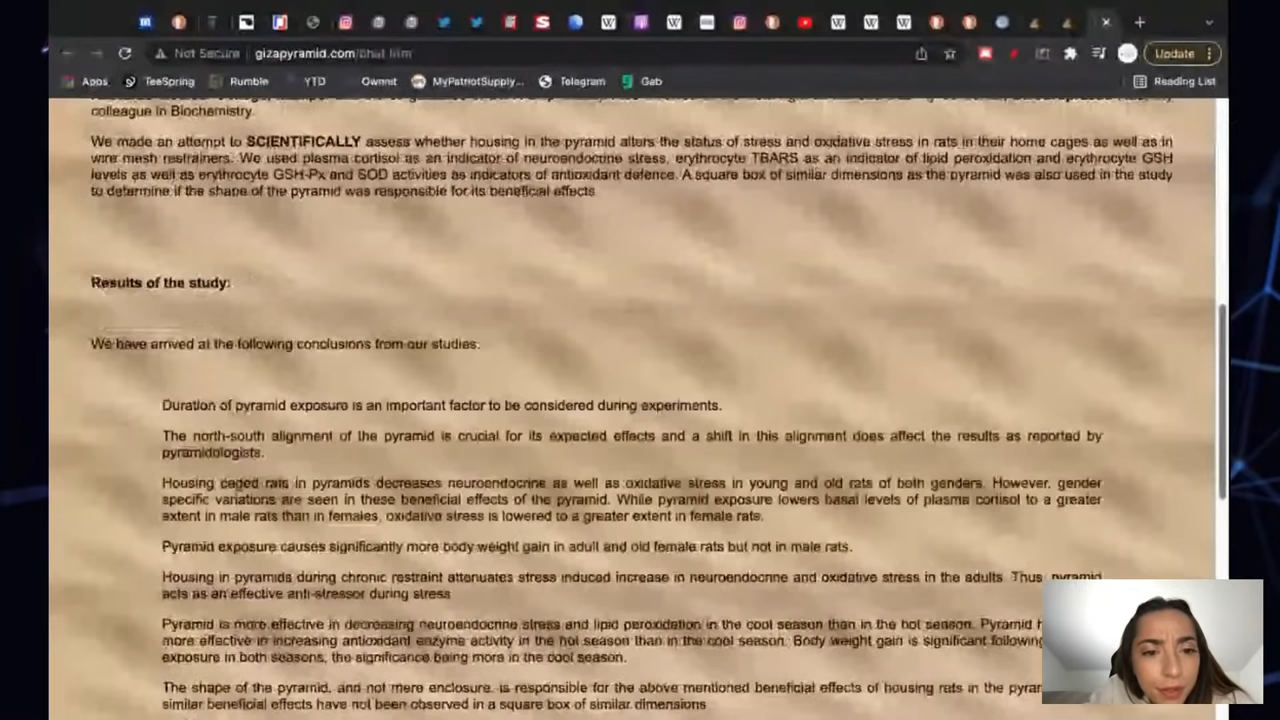 Not Secure gizapyramid.com/bhat.htm
Update
Apps TeeSpring Rumble YTD Ownnt MyPatriotSupply... Telegram Gab Reading List
colleague in Biochemistry.
We made an attempt to SCIENTIFICALLY assess whether housing in the pyramid alters the status of stress and oxidative stress in rats in their home cages as well as in
wire mesh restrainers. We used plasma cortisol as an indicator of neuroendocrine stress, erythrocyte TBARS as an indicator of lipid peroxidation and erythrocyte GSH
levels as well as erythrocyte GSH-Px and SOD activities as indicators of antioxidant defence. A square box of similar dimensions as the pyramid was also used in the study
to determine if the shape of the pyramid was responsible for its beneficial effects.
Results of the study:
We have arrived at the following conclusions from our studies.
Duration of pyramid exposure is an important factor to be considered during experiments.
The north-south alignment of the pyramid is crucial for its expected effects and a shift in this alignment does affect the results as reported by
pyramidologists.
Housing caged rats in pyramids decreases neuroendocrine as well as oxidative stress in young and old rats of both genders. However, gender
specific variations are seen in these beneficial effects of the pyramid. While pyramid exposure lowers basal levels of plasma cortisol to a greater
extent in male rats than in females, oxidative stress is lowered to a greater extent in female rats.
Pyramid exposure causes significantly more body weight gain in adult and old female rats but not in male rats.
Housing in pyramids during chronic restraint attenuates stress induced increase in neuroendocrine and oxidative stress in the adults. Thus, pyramid
acts as an effective anti-stressor during stress
Pyramid is more effective in decreasing neuroendocrine stress and lipid peroxidation in the cool season than in the hot season. Pyramid
more effective in increasing antioxidant enzyme activity in the hot season than in the cool season. Body weight gain is significant following
exposure in both seasons, the significance being more in the cool season.
The shape of the pyramid, and not mere enclosure, is responsible for the above mentioned beneficial effects of housing rats in the
similar beneficial effects have not been observed in a square box of similar dimensions